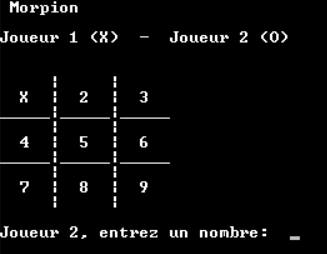 Morpion
Joueur 1 (X) - Joueur 2 (O)
X 2 3
4 5 6
7 8 9
Joueur 2, entrez un nombre: _